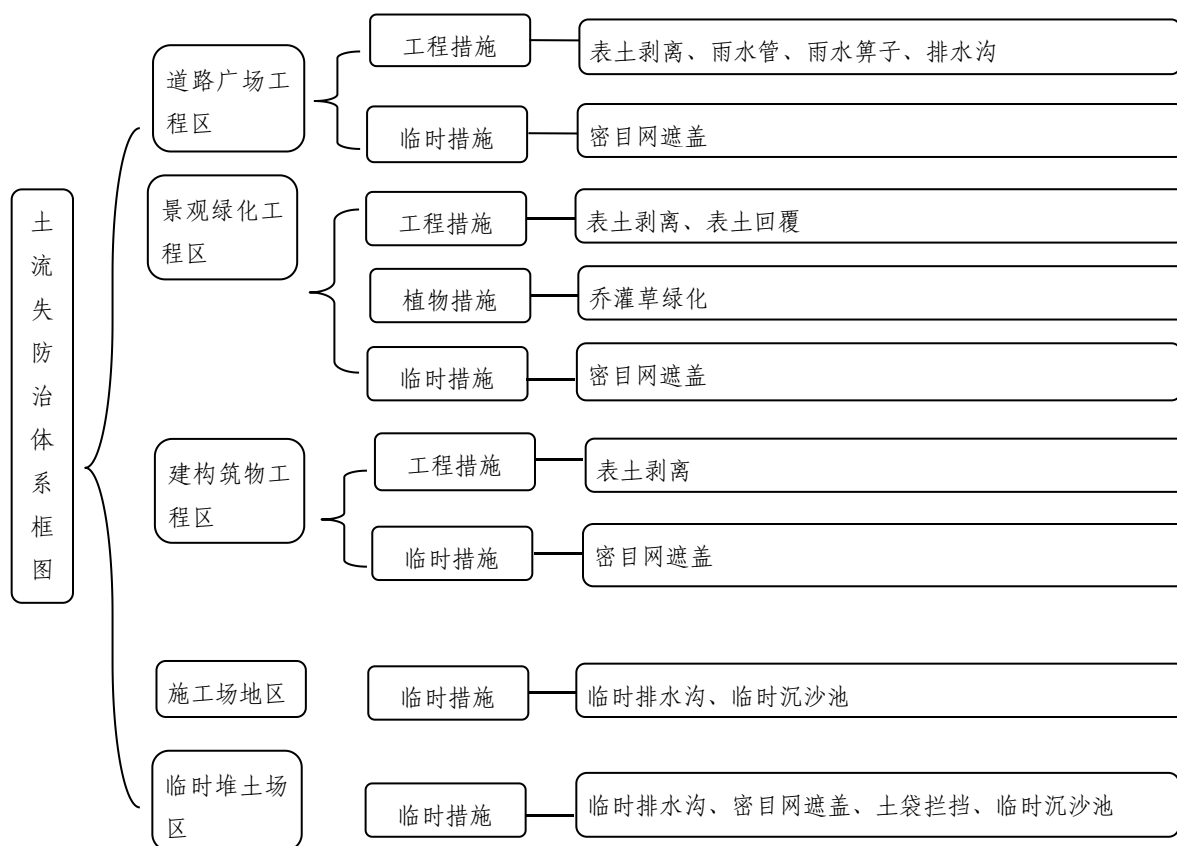 土流失防治体系框图
道路广场工
程区
工程措施
表土剥离、雨水管、雨水箅子、排水沟
临时措施
密目网遮盖
景观绿化工
程区
工程措施
表土剥离、表土回覆
植物措施
乔灌草绿化
临时措施
密目网遮盖
建构筑物工
程区
工程措施
表土剥离
临时措施
密目网遮盖
施工场地区
临时措施
临时排水沟、临时沉沙池
临时堆土场
区
临时措施
临时排水沟、密目网遮盖、土袋拦挡、临时沉沙池